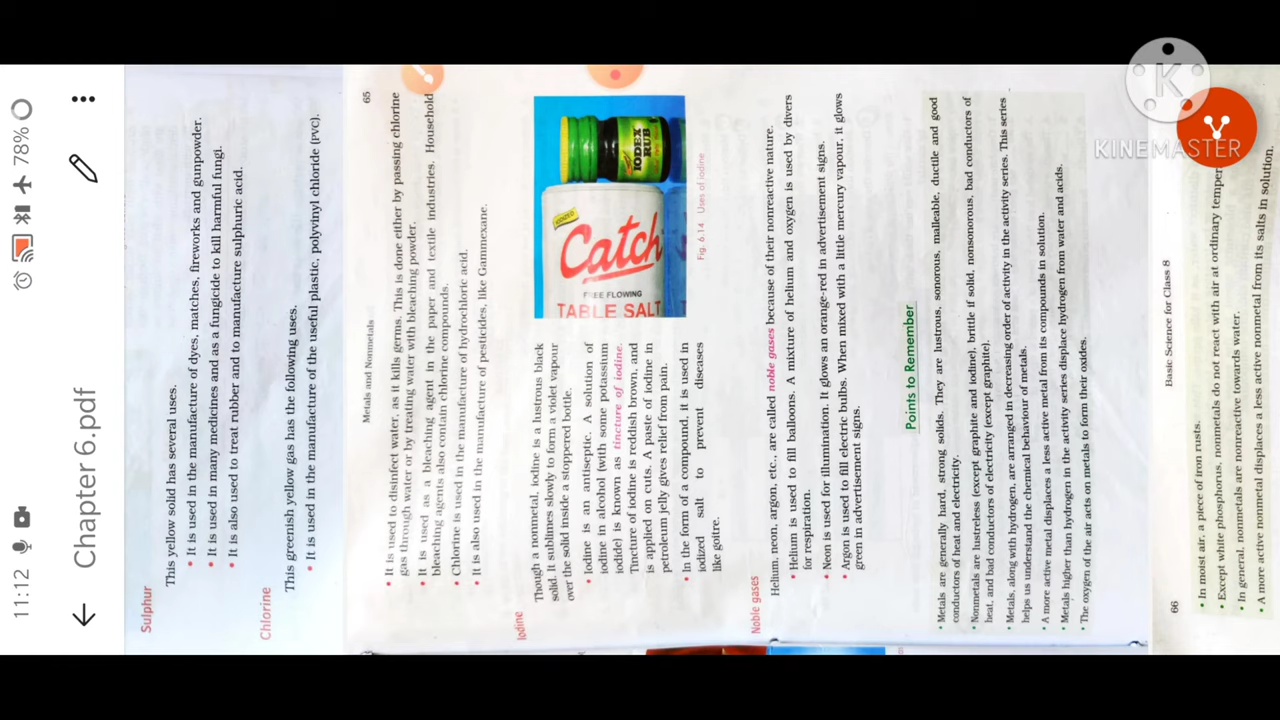 11:12
78%
Chapter 6.pdf
KINEMASTER
Sulphur
This yellow solid has several uses.
• It is used in the manufacture of dyes, matches, fireworks and gunpowder.
• It is used in many medicines and as a fungicide to kill harmful fungi.
• It is also used to treat rubber and to manufacture sulphuric acid.
Chlorine
This greenish yellow gas has the following uses.
• It is used in the manufacture of the useful plastic, polyvinyl chloride (PVC).
Metals and Nonmetals 65
• It is used to disinfect water, as it kills germs. This is done either by passing chlorine
gas through water or by treating water with bleaching powder.
• It is used as a bleaching agent in the paper and textile industries. Household
bleaching agents also contain chlorine compounds.
• Chlorine is used in the manufacture of hydrochloric acid.
• It is also used in the manufacture of pesticides, like Gammexane.
Iodine
Though a nonmetal, iodine is a lustrous black
solid. It sublimes slowly to form a violet vapour
over the solid inside a stoppered bottle.
• Iodine is an antiseptic. A solution of
iodine in alcohol (with some potassium
iodide) is known as tincture of iodine.
Tincture of iodine is reddish brown, and
is applied on cuts. A paste of iodine in
petroleum jelly gives relief from pain.
• In the form of a compound, it is used in
iodized salt to prevent diseases
like goitre.
IODIZED
Catch
FREE FLOWING
TABLE SALT
IODEX
RUB
Fig. 6.14 Uses of iodine
Noble gases
Helium, neon, argon, etc., are called noble gases because of their nonreactive nature.
• Helium is used to fill balloons. A mixture of helium and oxygen is used by divers
for respiration.
• Neon is used for illumination. It glows an orange-red in advertisement signs.
• Argon is used to fill electric bulbs. When mixed with a little mercury vapour, it glows
green in advertisement signs.
Points to Remember
• Metals are generally hard, strong solids. They are lustrous, sonorous, malleable, ductile and good
conductors of heat and electricity.
• Nonmetals are lustreless (except graphite and iodine), brittle if solid, nonsonorous, bad conductors of
heat, and bad conductors of electricity (except graphite).
• Metals, along with hydrogen, are arranged in decreasing order of activity in the activity series. This series
helps us understand the chemical behaviour of metals.
• A more active metal displaces a less active metal from its compounds in solution.
• Metals higher than hydrogen in the activity series displace hydrogen from water and acids.
• The oxygen of the air acts on metals to form their oxides.
66 Basic Science for Class 8
• In moist air, a piece of iron rusts.
• Except white phosphorus, nonmetals do not react with air at ordinary temper
• In general, nonmetals are nonreactive towards water.
• A more active nonmetal displaces a less active nonmetal from its salts in solution.